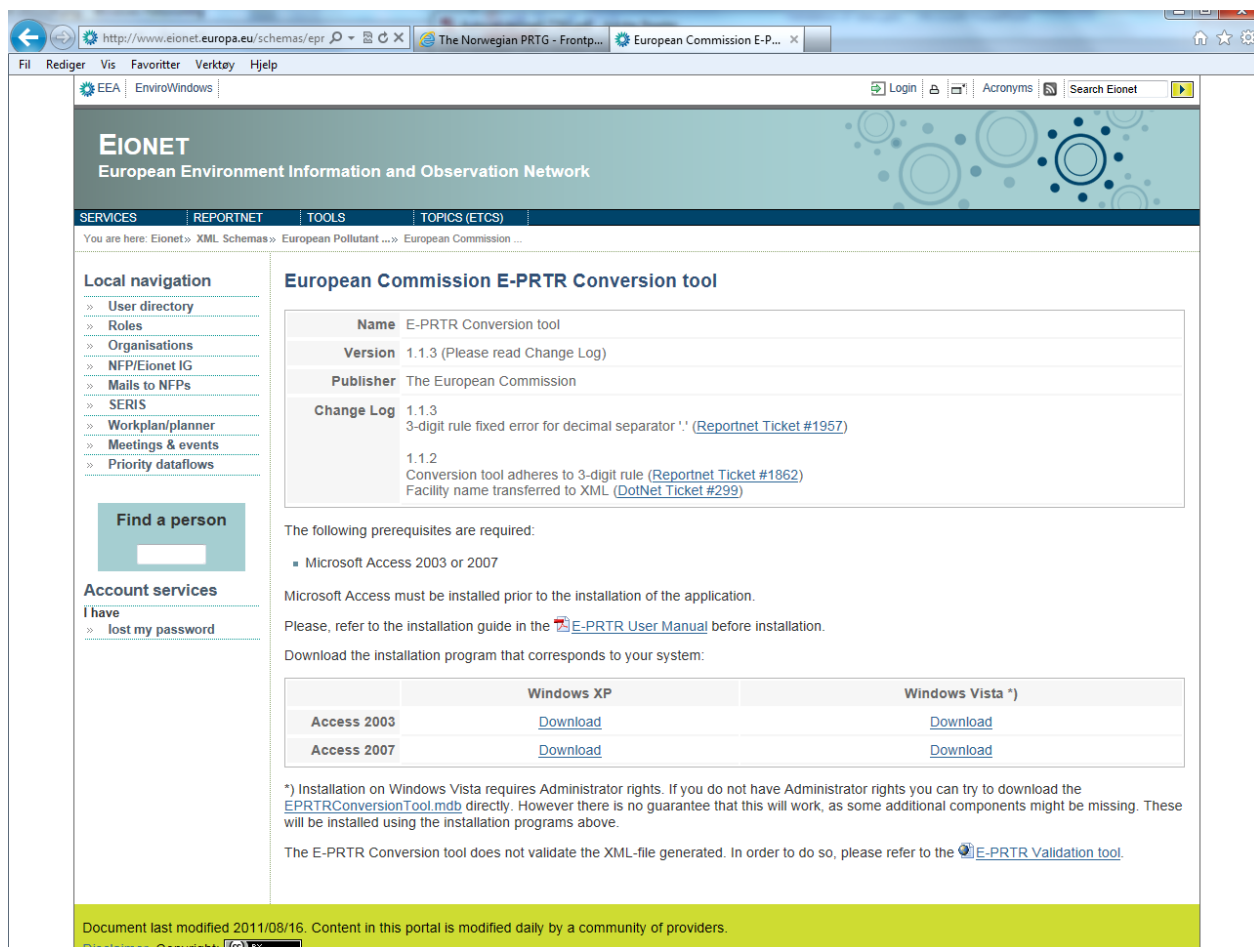 http://www.eionet.europa.eu/schemas/epr
The Norwegian PRTG - Frontp...
European Commission E-P...
Fil Rediger Vis Favoritter Verktøy Hjelp
EEA EnviroWindows
Login Acronyms Search Eionet
EIONET
European Environment Information and Observation Network
SERVICES REPORTNET TOOLS TOPICS (ETCS)
You are here: Eionet» XML Schemas» European Pollutant ...» European Commission ...
Local navigation
» User directory
» Roles
» Organisations
» NFP/Eionet IG
» Mails to NFPs
» SERIS
» Workplan/planner
» Meetings & events
» Priority dataflows
Find a person
Account services
I have
» lost my password
European Commission E-PRTR Conversion tool
Name E-PRTR Conversion tool
Version 1.1.3 (Please read Change Log)
Publisher The European Commission
Change Log 1.1.3
3-digit rule fixed error for decimal separator '.' (Reportnet Ticket #1957)
1.1.2
Conversion tool adheres to 3-digit rule (Reportnet Ticket #1862)
Facility name transferred to XML (DotNet Ticket #299)
The following prerequisites are required:
Microsoft Access 2003 or 2007
Microsoft Access must be installed prior to the installation of the application.
Please, refer to the installation guide in the E-PRTR User Manual before installation.
Download the installation program that corresponds to your system:
Windows XP Windows Vista *)
Access 2003 Download Download
Access 2007 Download Download
*) Installation on Windows Vista requires Administrator rights. If you do not have Administrator rights you can try to download the
EPRTRConversionTool.mdb directly. However there is no guarantee that this will work, as some additional components might be missing. These
will be installed using the installation programs above.
The E-PRTR Conversion tool does not validate the XML-file generated. In order to do so, please refer to the E-PRTR Validation tool.
Document last modified 2011/08/16. Content in this portal is modified daily by a community of providers.